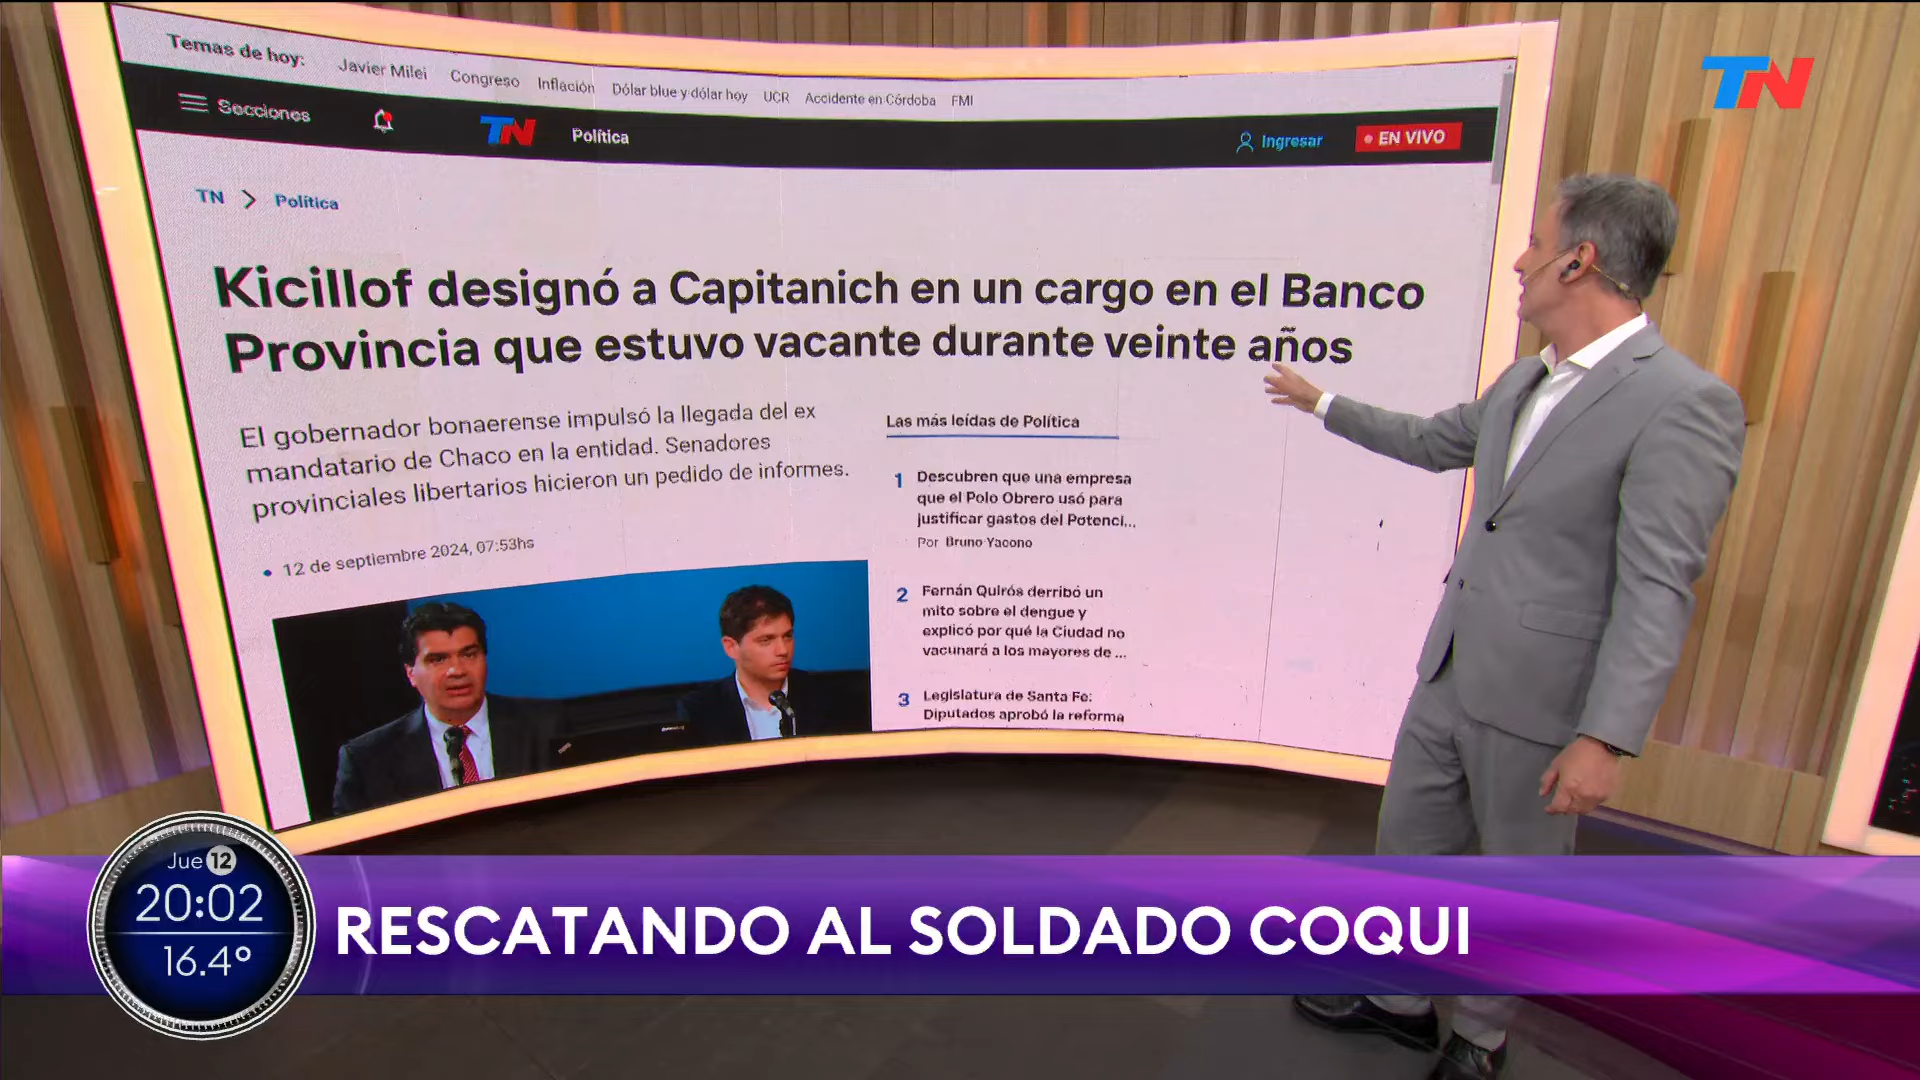 Temas de hoy: Javier Milei Congreso Inflación Dólar blue y dólar hoy UCR Accidente en Córdoba FMI
TN
Secciones TN Política Ingresar EN VIVO
TN > Política
Kicillof designó a Capitanich en un cargo en el Banco
Provincia que estuvo vacante durante veinte años
El gobernador bonaerense impulsó la llegada del ex
mandatario de Chaco en la entidad. Senadores
provinciales libertarios hicieron un pedido de informes.
• 12 de septiembre 2024, 07:53hs
Las más leídas de Política
1 Descubren que una empresa
que el Polo Obrero usó para
justificar gastos del Potenci...
Por Bruno Yacono
2 Fernán Quirós derribó un
mito sobre el dengue y
explicó por qué la Ciudad no
vacunará a los mayores de ...
3 Legislatura de Santa Fe:
Diputados aprobó la reforma
Jue 12
20:02
16.4°
RESCATANDO AL SOLDADO COQUI